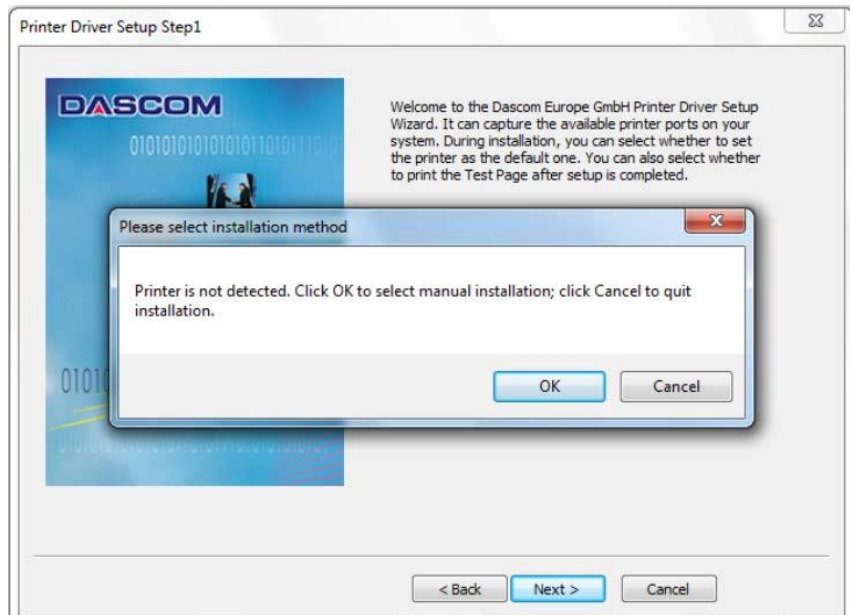 Printer Driver Setup Step1
DASCOM
Welcome to the Dascom Europe GmbH Printer Driver Setup
Wizard. It can capture the available printer ports on your
system. During installation, you can select whether to set
the printer as the default one. You can also select whether
to print the Test Page after setup is completed.
Please select installation method
Printer is not detected. Click OK to select manual installation; click Cancel to quit
installation.
OK
Cancel
< Back
Next >
Cancel